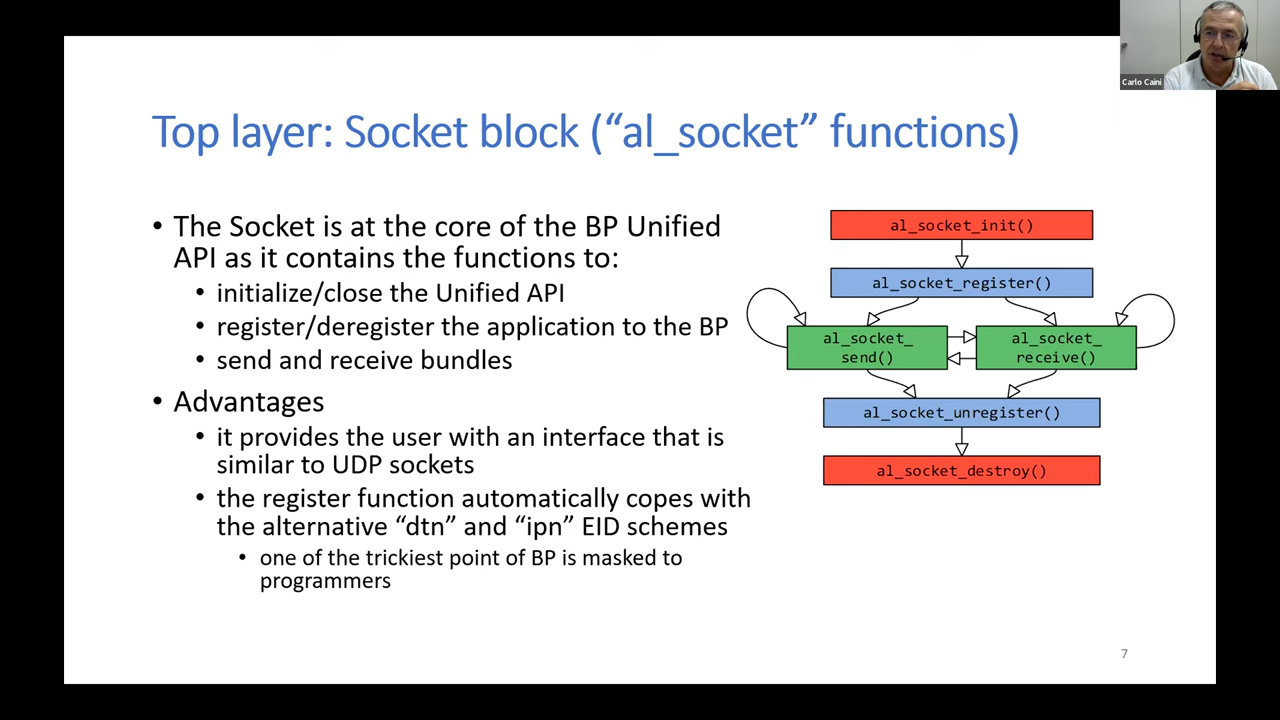 Carlo Caini
Top layer: Socket block (“al_socket” functions)
• The Socket is at the core of the BP Unified
API as it contains the functions to:
• initialize/close the Unified API
• register/deregister the application to the BP
• send and receive bundles
• Advantages
• it provides the user with an interface that is
similar to UDP sockets
• the register function automatically copes with
the alternative “dtn” and “ipn” EID schemes
• one of the trickiest point of BP is masked to
programmers
al_socket_init()
al_socket_register()
al_socket_
send()
al_socket_
receive()
al_socket_unregister()
al_socket_destroy()
7